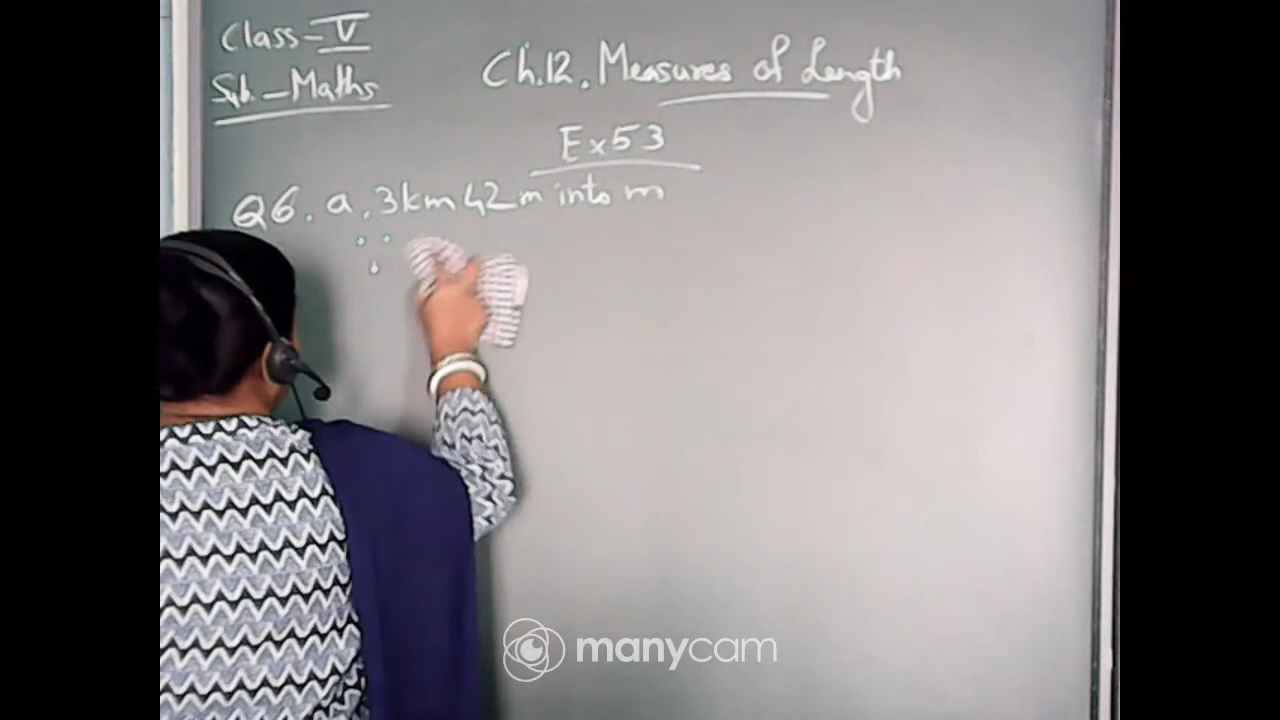 Class - V
Sub. - Maths
Ch.12. Measures of Length
Ex 53
Q6. a. 3km 42m into m
∵
manycam